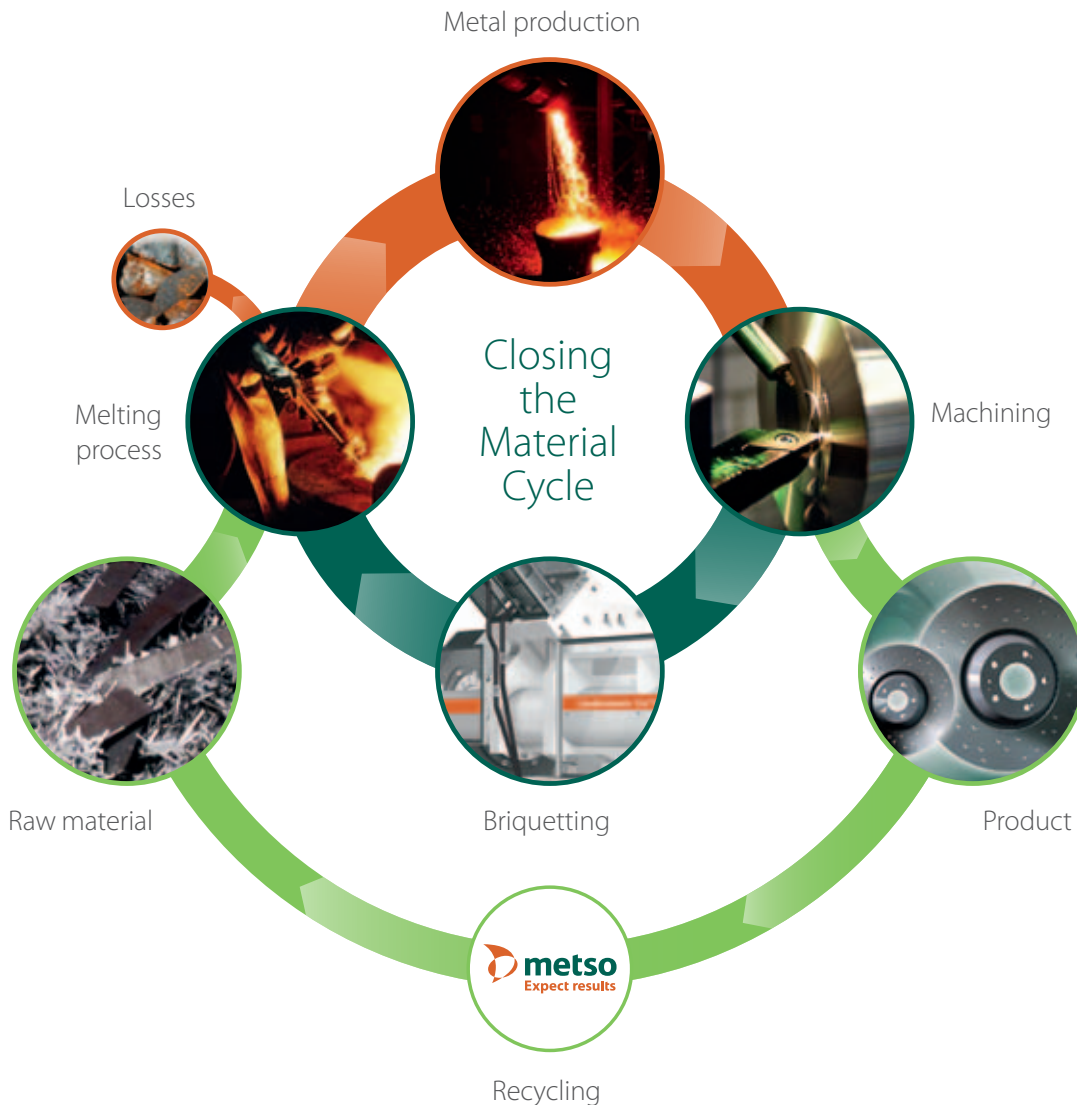 Metal production
Losses
Closing
the
Material
Cycle
Melting
process
Machining
Raw material
Briquetting
Product
metso
Expect results
Recycling